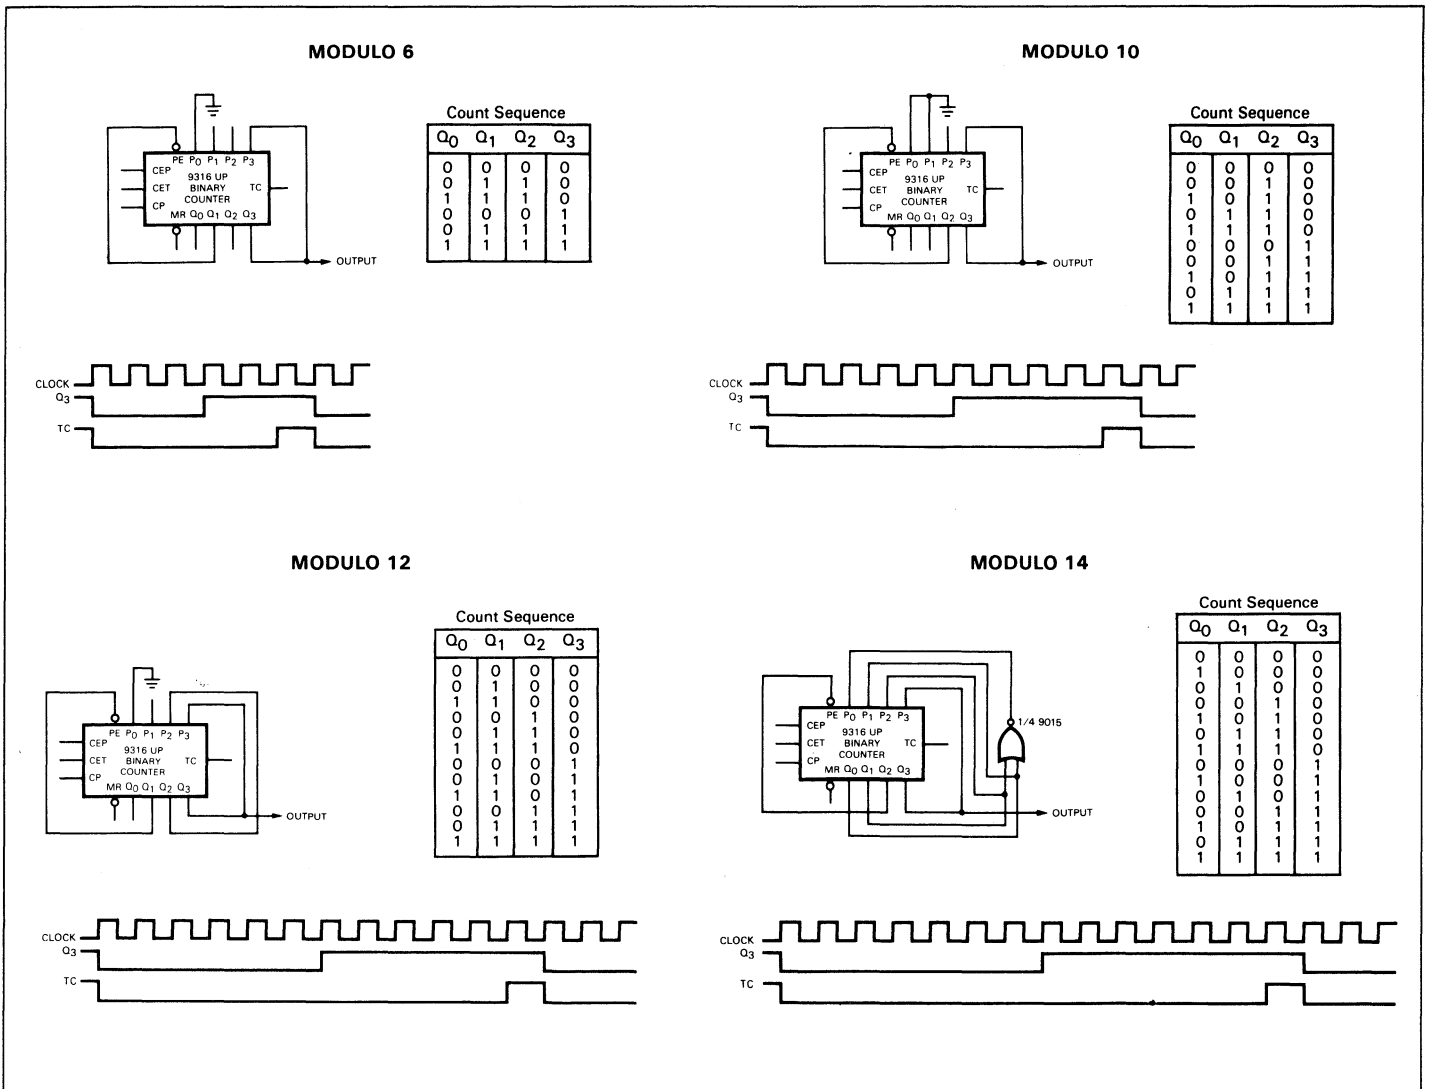 MODULO 6
Count Sequence
Q0 Q1 Q2 Q3
0 0 0 0
0 1 1 0
1 1 1 0
0 0 0 1
0 1 1 1
1 1 1 1
PE P0 P1 P2 P3
CEP
9316 UP
CET BINARY TC
COUNTER
CP
MR Q0 Q1 Q2 Q3
OUTPUT
CLOCK
Q3
TC
MODULO 10
Count Sequence
Q0 Q1 Q2 Q3
0 0 0 0
0 0 1 0
1 0 1 0
0 1 1 0
1 1 1 0
0 0 0 1
0 0 1 1
1 0 1 1
0 1 1 1
1 1 1 1
PE P0 P1 P2 P3
CEP
9316 UP
CET BINARY TC
COUNTER
CP
MR Q0 Q1 Q2 Q3
OUTPUT
CLOCK
Q3
TC
MODULO 12
Count Sequence
Q0 Q1 Q2 Q3
0 0 0 0
0 1 0 0
1 1 0 0
0 0 1 0
0 1 1 0
1 1 1 0
0 0 0 1
0 1 0 1
1 1 0 1
0 0 1 1
0 1 1 1
1 1 1 1
PE P0 P1 P2 P3
CEP
9316 UP
CET BINARY TC
COUNTER
CP
MR Q0 Q1 Q2 Q3
OUTPUT
CLOCK
Q3
TC
MODULO 14
Count Sequence
Q0 Q1 Q2 Q3
0 0 0 0
1 0 0 0
0 1 0 0
1 1 0 0
0 0 1 0
1 0 1 0
0 1 1 0
1 1 1 0
0 0 0 1
1 0 0 1
0 1 0 1
1 1 0 1
0 0 1 1
1 0 1 1
0 1 1 1
1 1 1 1
1/4 9015
PE P0 P1 P2 P3
CEP
9316 UP
CET BINARY TC
COUNTER
CP
MR Q0 Q1 Q2 Q3
OUTPUT
CLOCK
Q3
TC